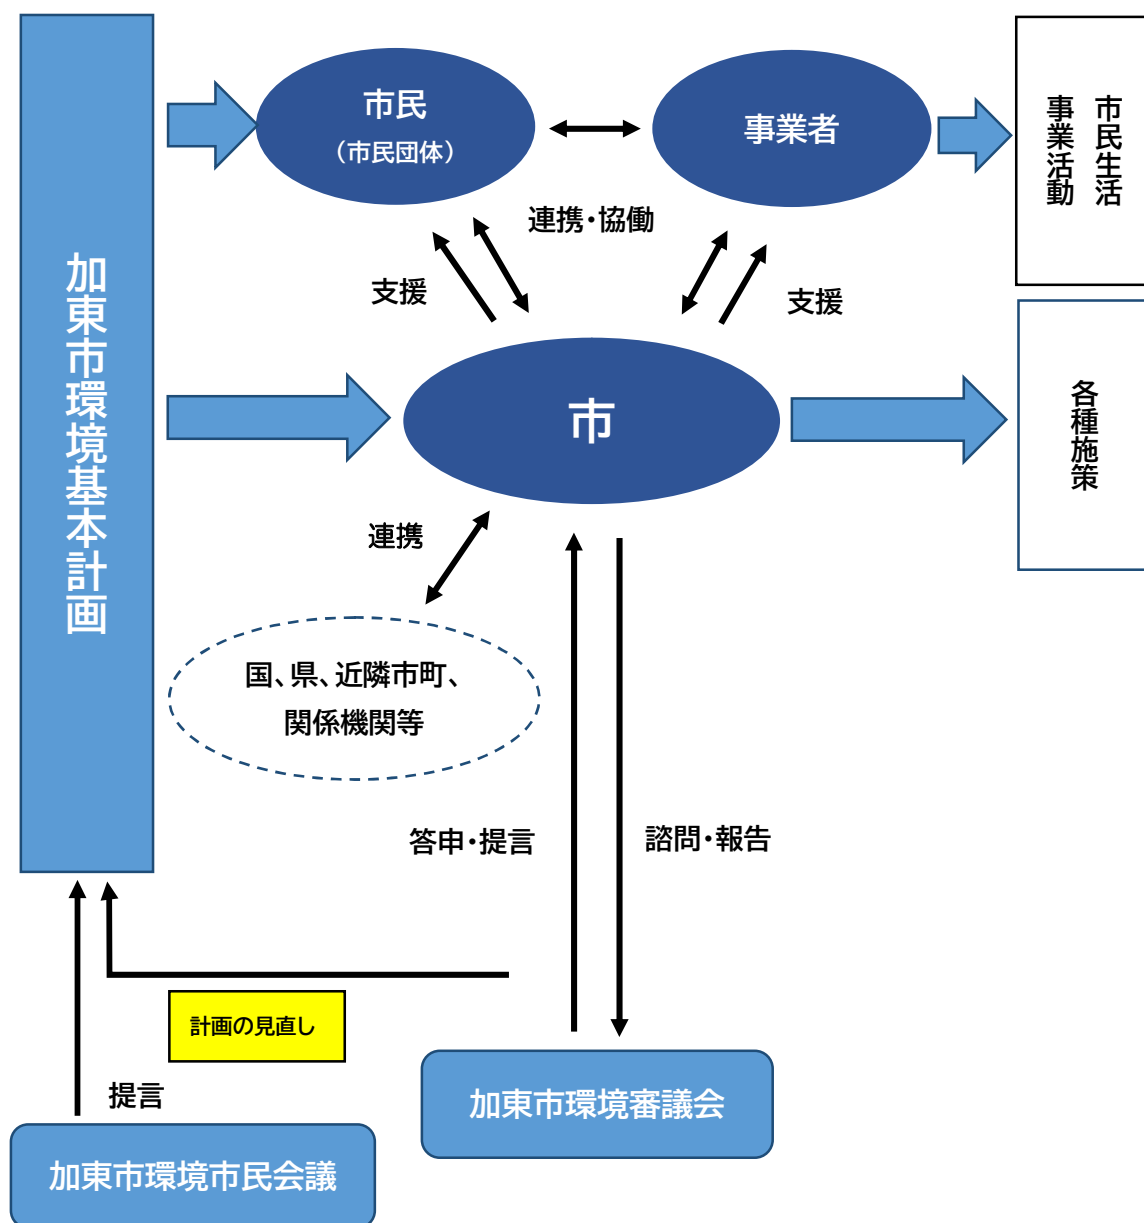 加東市環境基本計画
市民
（市民団体）
事業者
市民生活
事業活動
連携・協働
支援
支援
市
各種施策
連携
国、県、近隣市町、
関係機関等
答申・提言
諮問・報告
計画の見直し
提言
加東市環境審議会
加東市環境市民会議